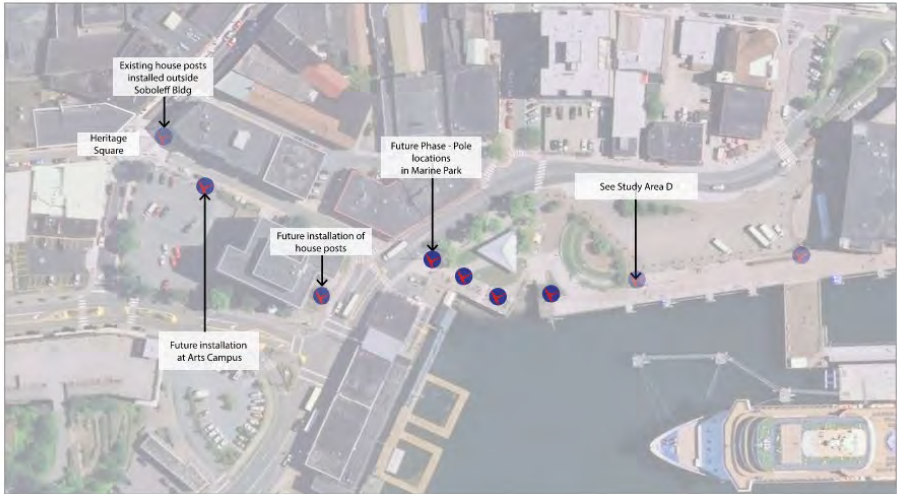 Existing house posts
installed outside
Soboleff Bldg
Heritage
Square
Future Phase - Pole
locations
in Marine Park
See Study Area D
Future installation of
house posts
Future installation
at Arts Campus